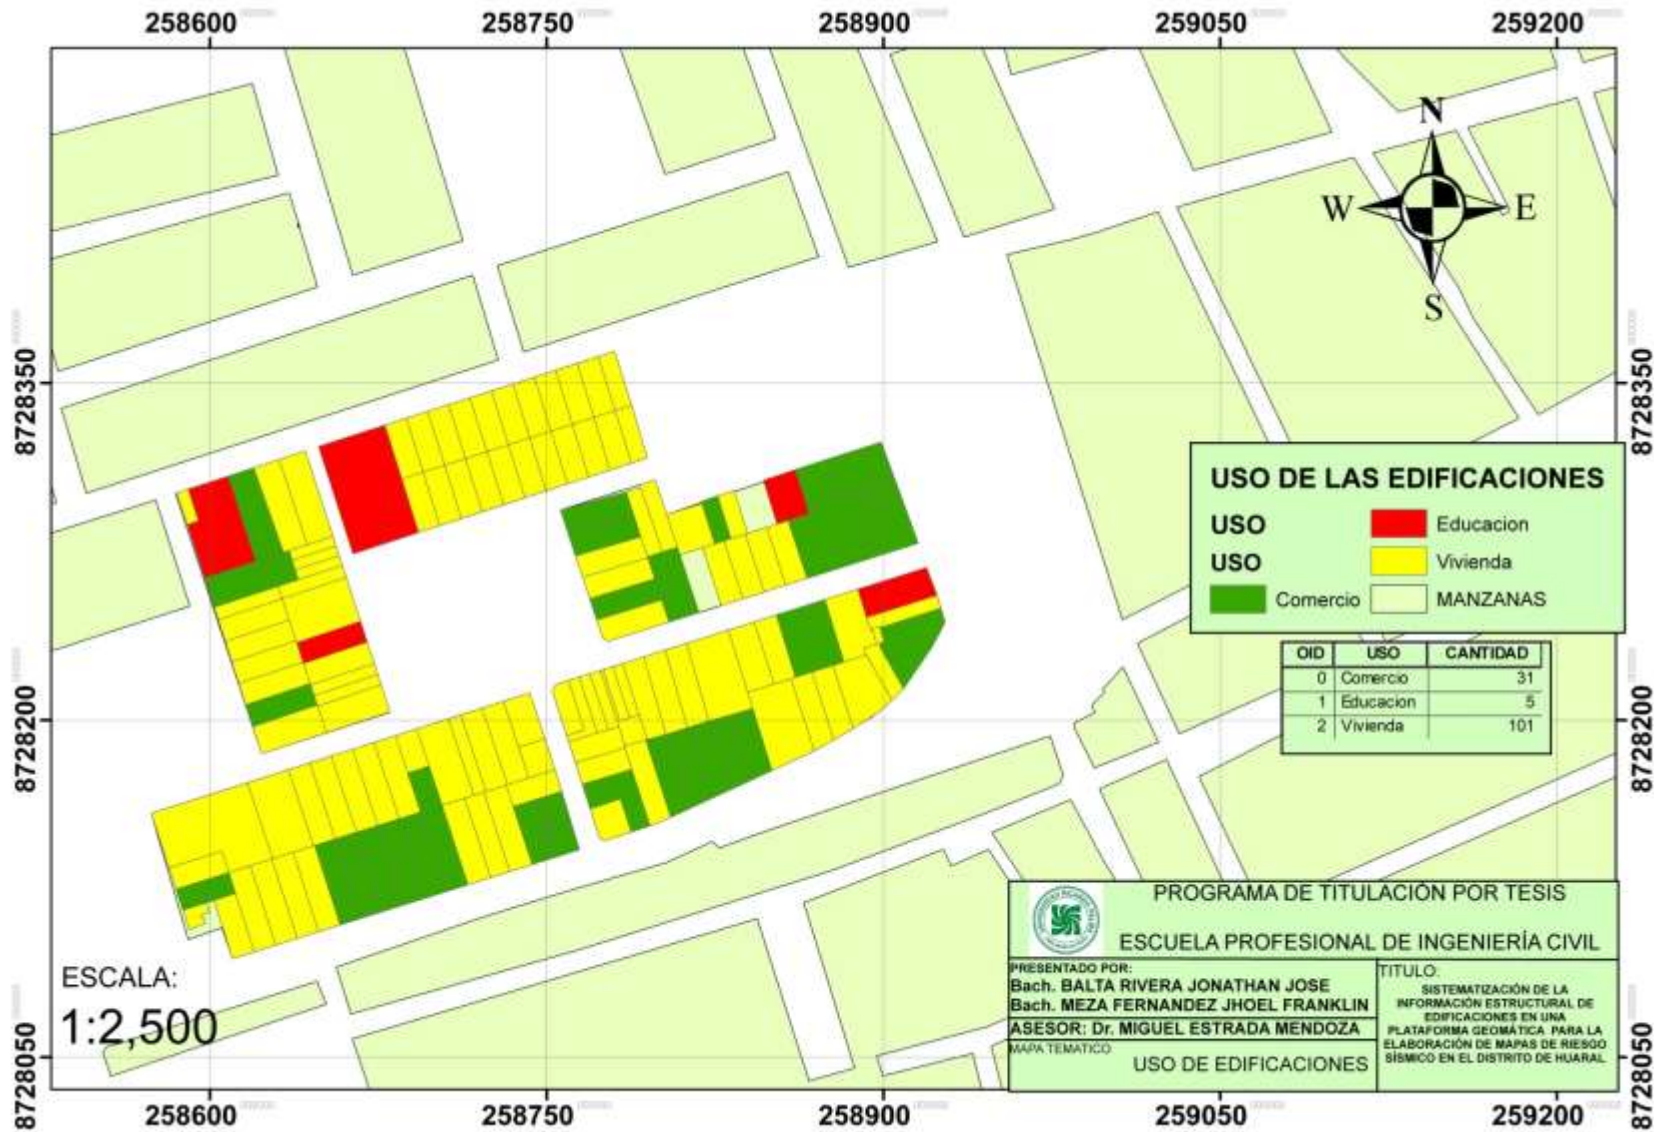 258600 258750 258900 259050 259200
N
W E
S
8728350 8728350
USO DE LAS EDIFICACIONES
USO Educacion
USO Vivienda
Comercio MANZANAS
OID USO CANTIDAD
0 Comercio 31
1 Educacion 5
2 Vivienda 101
8728200 8728200
PROGRAMA DE TITULACIÓN POR TESIS
ESCUELA PROFESIONAL DE INGENIERÍA CIVIL
PRESENTADO POR:
Bach. BALTA RIVERA JONATHAN JOSE
Bach. MEZA FERNANDEZ JHOEL FRANKLIN
ASESOR: Dr. MIGUEL ESTRADA MENDOZA
MAPA TEMATICO
USO DE EDIFICACIONES
TITULO:
SISTEMATIZACIÓN DE LA
INFORMACIÓN ESTRUCTURAL DE
EDIFICACIONES EN UNA
PLATAFORMA GEOMÁTICA PARA LA
ELABORACIÓN DE MAPAS DE RIESGO
SÍSMICO EN EL DISTRITO DE HUARAL
ESCALA:
1:2,500
8728050 8728050
258600 258750 258900 259050 259200